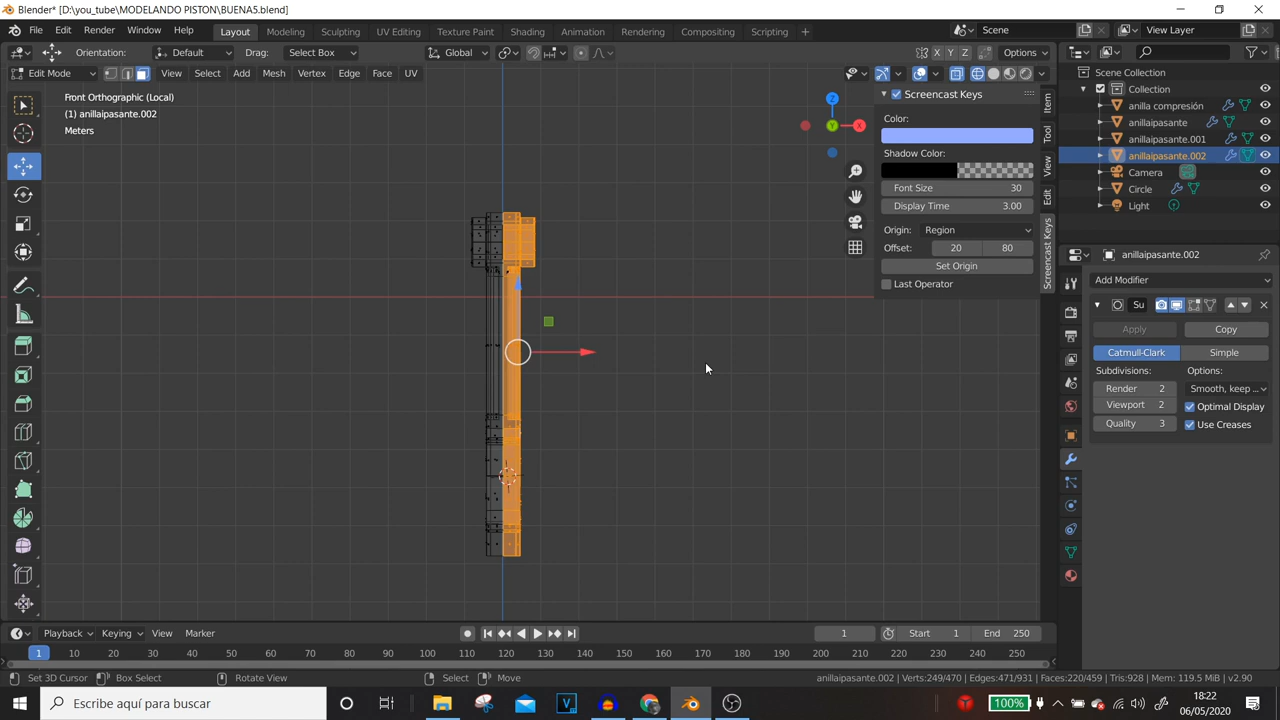 Blender* [D:\you_tube\MODELANDO PISTON\BUENA5.blend]
File Edit Render Window Help Layout Modeling Sculpting UV Editing Texture Paint Shading Animation Rendering Compositing Scripting + Scene View Layer
Orientation: Default Drag: Select Box Global X Y Z Options
Edit Mode View Select Add Mesh Vertex Edge Face UV
Front Orthographic (Local)
(1) anillaipasante.002
Meters
Z
X
Y
Screencast Keys
Color:
Shadow Color:
Font Size 30
Display Time 3.00
Origin: Region
Offset: 20 80
Set Origin
Last Operator
Item
Tool
View
Edit
Screencast Keys
Scene Collection
Collection
anilla compresión
anillaipasante
anillaipasante.001
anillaipasante.002
Camera
Circle
Light
anillaipasante.002
Add Modifier
Su
Apply Copy
Catmull-Clark Simple
Subdivisions: Options:
Render 2 Smooth, keep ...
Viewport 2 Optimal Display
Quality 3 Use Creases
Playback Keying View Marker 1 Start 1 End 250
1 10 20 30 40 50 60 70 80 90 100 110 120 130 140 150 160 170 180 190 200 210 220 230 240 250
Set 3D Cursor Box Select Rotate View Select Move anillaipasante.002 | Verts:249/470 | Edges:471/931 | Faces:220/459 | Tris:928 | Mem: 119.5 MiB | v2.90
Escribe aquí para buscar 100% 18:22
06/05/2020